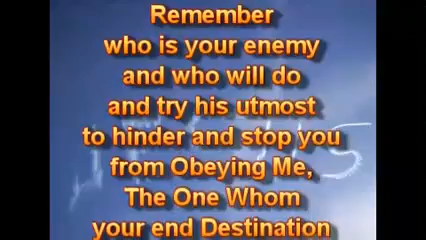 Remember
who is your enemy
and who will do
and try his utmost
to hinder and stop you
from Obeying Me,
The One Whom
your end Destination